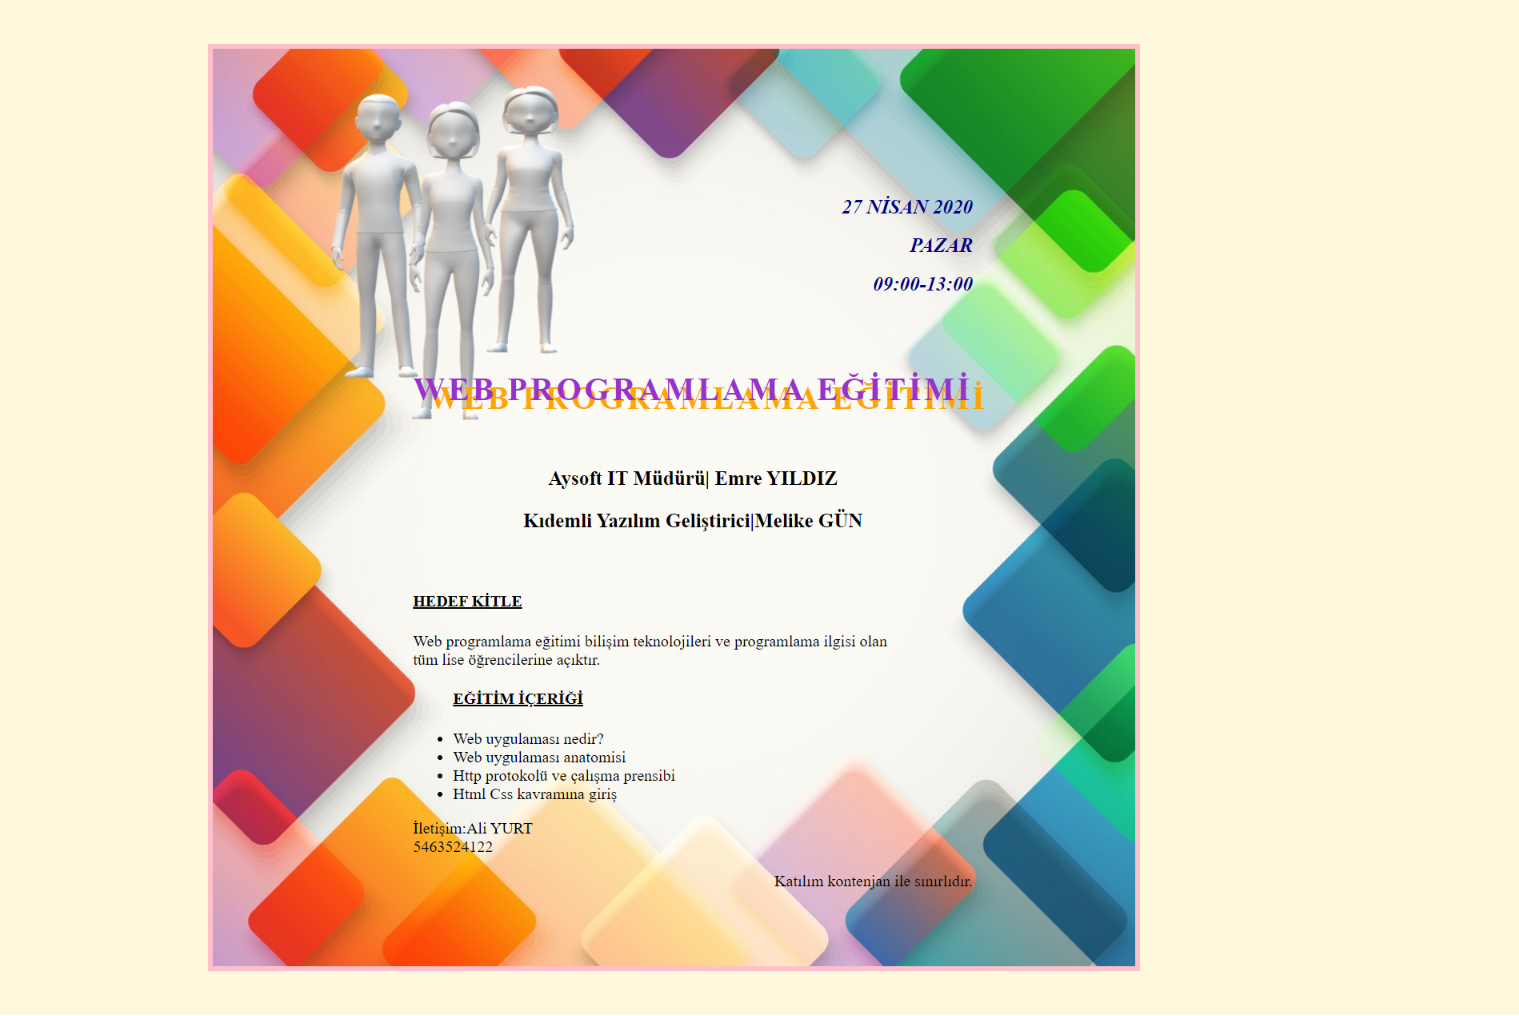 27 NİSAN 2020
PAZAR
09:00-13:00
WEB PROGRAMLAMA EĞİTİMİ
Aysoft IT Müdürü| Emre YILDIZ
Kıdemli Yazılım Geliştirici|Melike GÜN
HEDEF KİTLE
Web programlama eğitimi bilişim teknolojileri ve programlama ilgisi olan
tüm lise öğrencilerine açıktır.
EĞİTİM İÇERİĞİ
• Web uygulaması nedir?
• Web uygulaması anatomisi
• Http protokolü ve çalışma prensibi
• Html Css kavramına giriş
İletişim:Ali YURT
5463524122
Katılım kontenjan ile sınırlıdır.